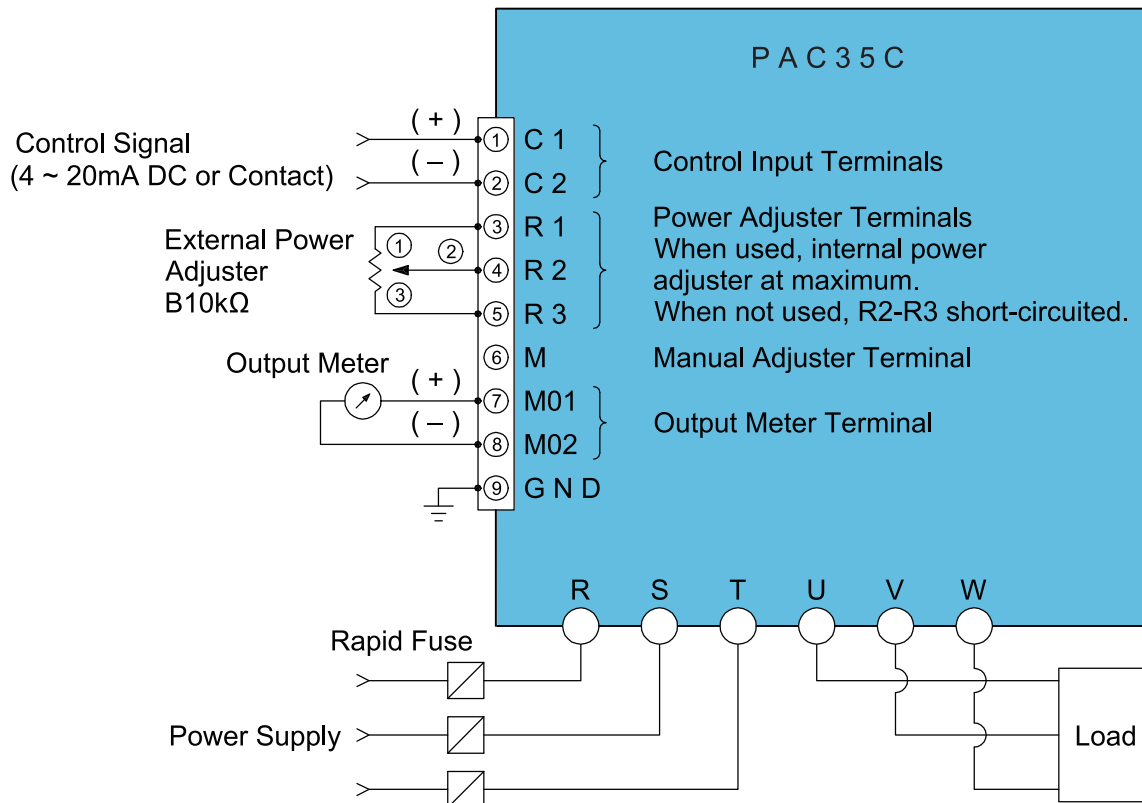 PAC35C
Control Signal
(4 ~ 20mA DC or Contact)
(+)
(−)
① C1
② C2
Control Input Terminals
External Power
Adjuster
B10kΩ
①
②
③
③ R1
④ R2
⑤ R3
Power Adjuster Terminals
When used, internal power
adjuster at maximum.
When not used, R2-R3 short-circuited.
⑥ M
Manual Adjuster Terminal
Output Meter
(+)
(−)
⑦ M01
⑧ M02
Output Meter Terminal
⑨ GND
R S T U V W
Rapid Fuse
Power Supply
Load